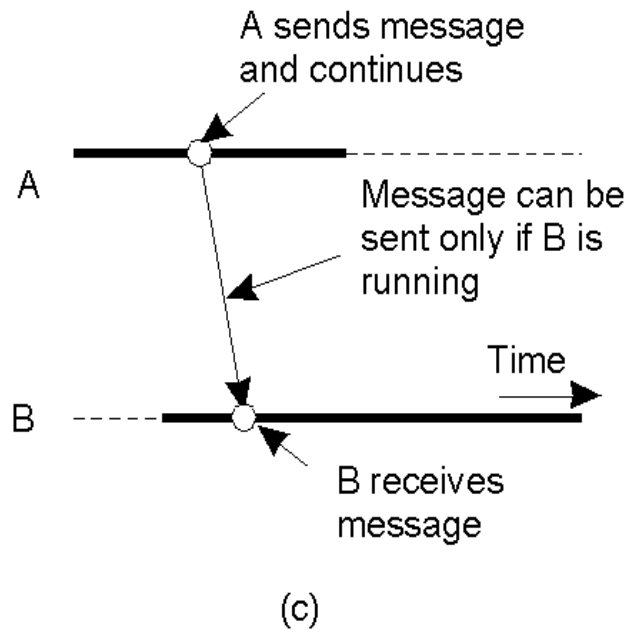 A sends message
and continues
A
Message can be
sent only if B is
running
Time
B
B receives
message
(c)